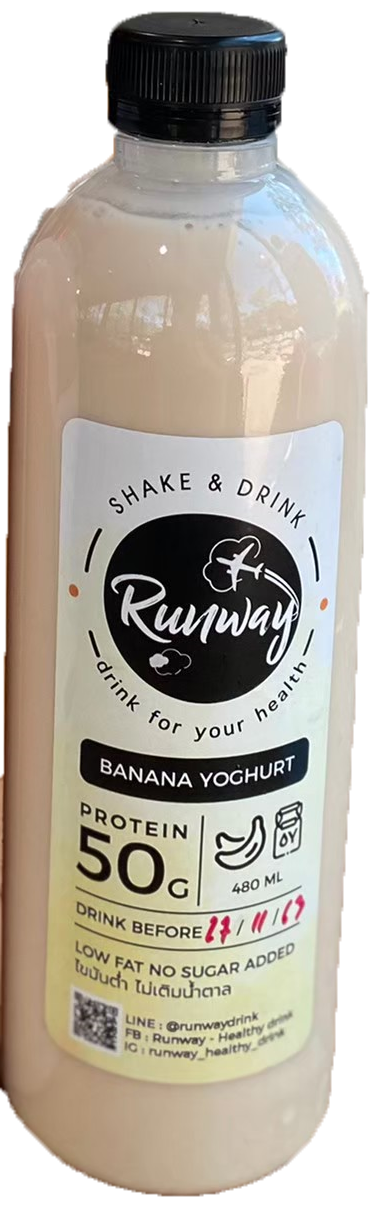 SHAKE & DRINK
Runway
drink for your health
BANANA YOGHURT
PROTEIN
50G
480 ML
DRINK BEFORE 27/11/67
LOW FAT NO SUGAR ADDED
ไขมันต่ำ ไม่เติมน้ำตาล
LINE : @runwaydrink
FB : Runway - Healthy drink
IG : runway_healthy_drink